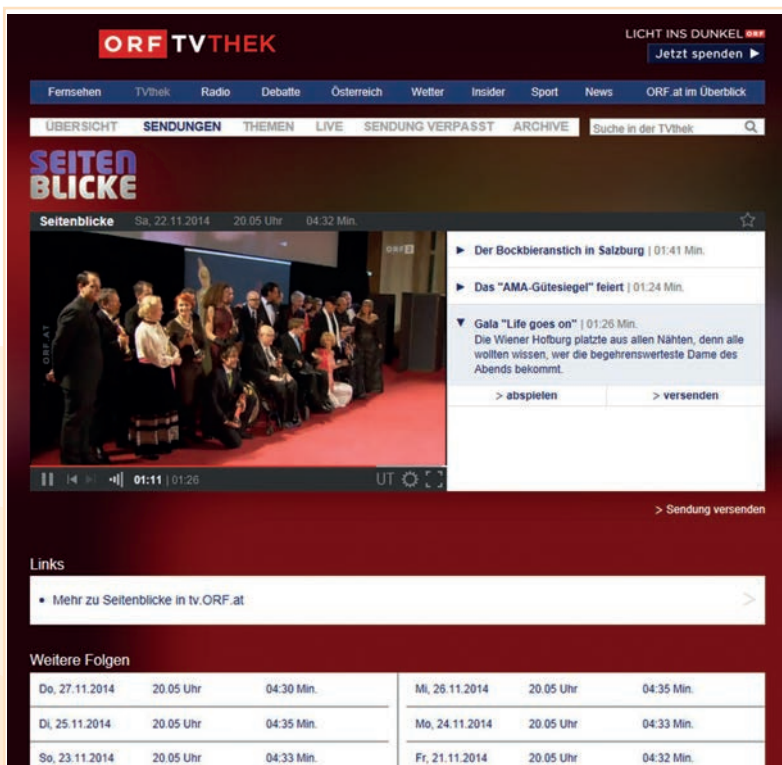 ORF TVTHEK
LICHT INS DUNKEL ORF
Jetzt spenden
Fernsehen TVthek Radio Debatte Österreich Wetter Insider Sport News ORF.at im Überblick
ÜBERSICHT SENDUNGEN THEMEN LIVE SENDUNG VERPASST ARCHIVE Suche in der TVthek
SEITEN
BLICKE
Seitenblicke Sa, 22.11.2014 20.05 Uhr 04:32 Min.
ORF 2
ORF.AT
Der Bockbieranstich in Salzburg | 01:41 Min.
Das "AMA-Gütesiegel" feiert | 01:24 Min.
Gala "Life goes on" | 01:26 Min.
Die Wiener Hofburg platzte aus allen Nähten, denn alle
wollten wissen, wer die begehrenswerteste Dame des
Abends bekommt.
> abspielen > versenden
01:11 | 01:26 UT
> Sendung versenden
Links
• Mehr zu Seitenblicke in tv.ORF.at >
Weitere Folgen
Do, 27.11.2014 20.05 Uhr 04:30 Min. Mi, 26.11.2014 20.05 Uhr 04:35 Min.
Di, 25.11.2014 20.05 Uhr 04:35 Min. Mo, 24.11.2014 20.05 Uhr 04:33 Min.
So, 23.11.2014 20.05 Uhr 04:33 Min. Fr, 21.11.2014 20.05 Uhr 04:32 Min.